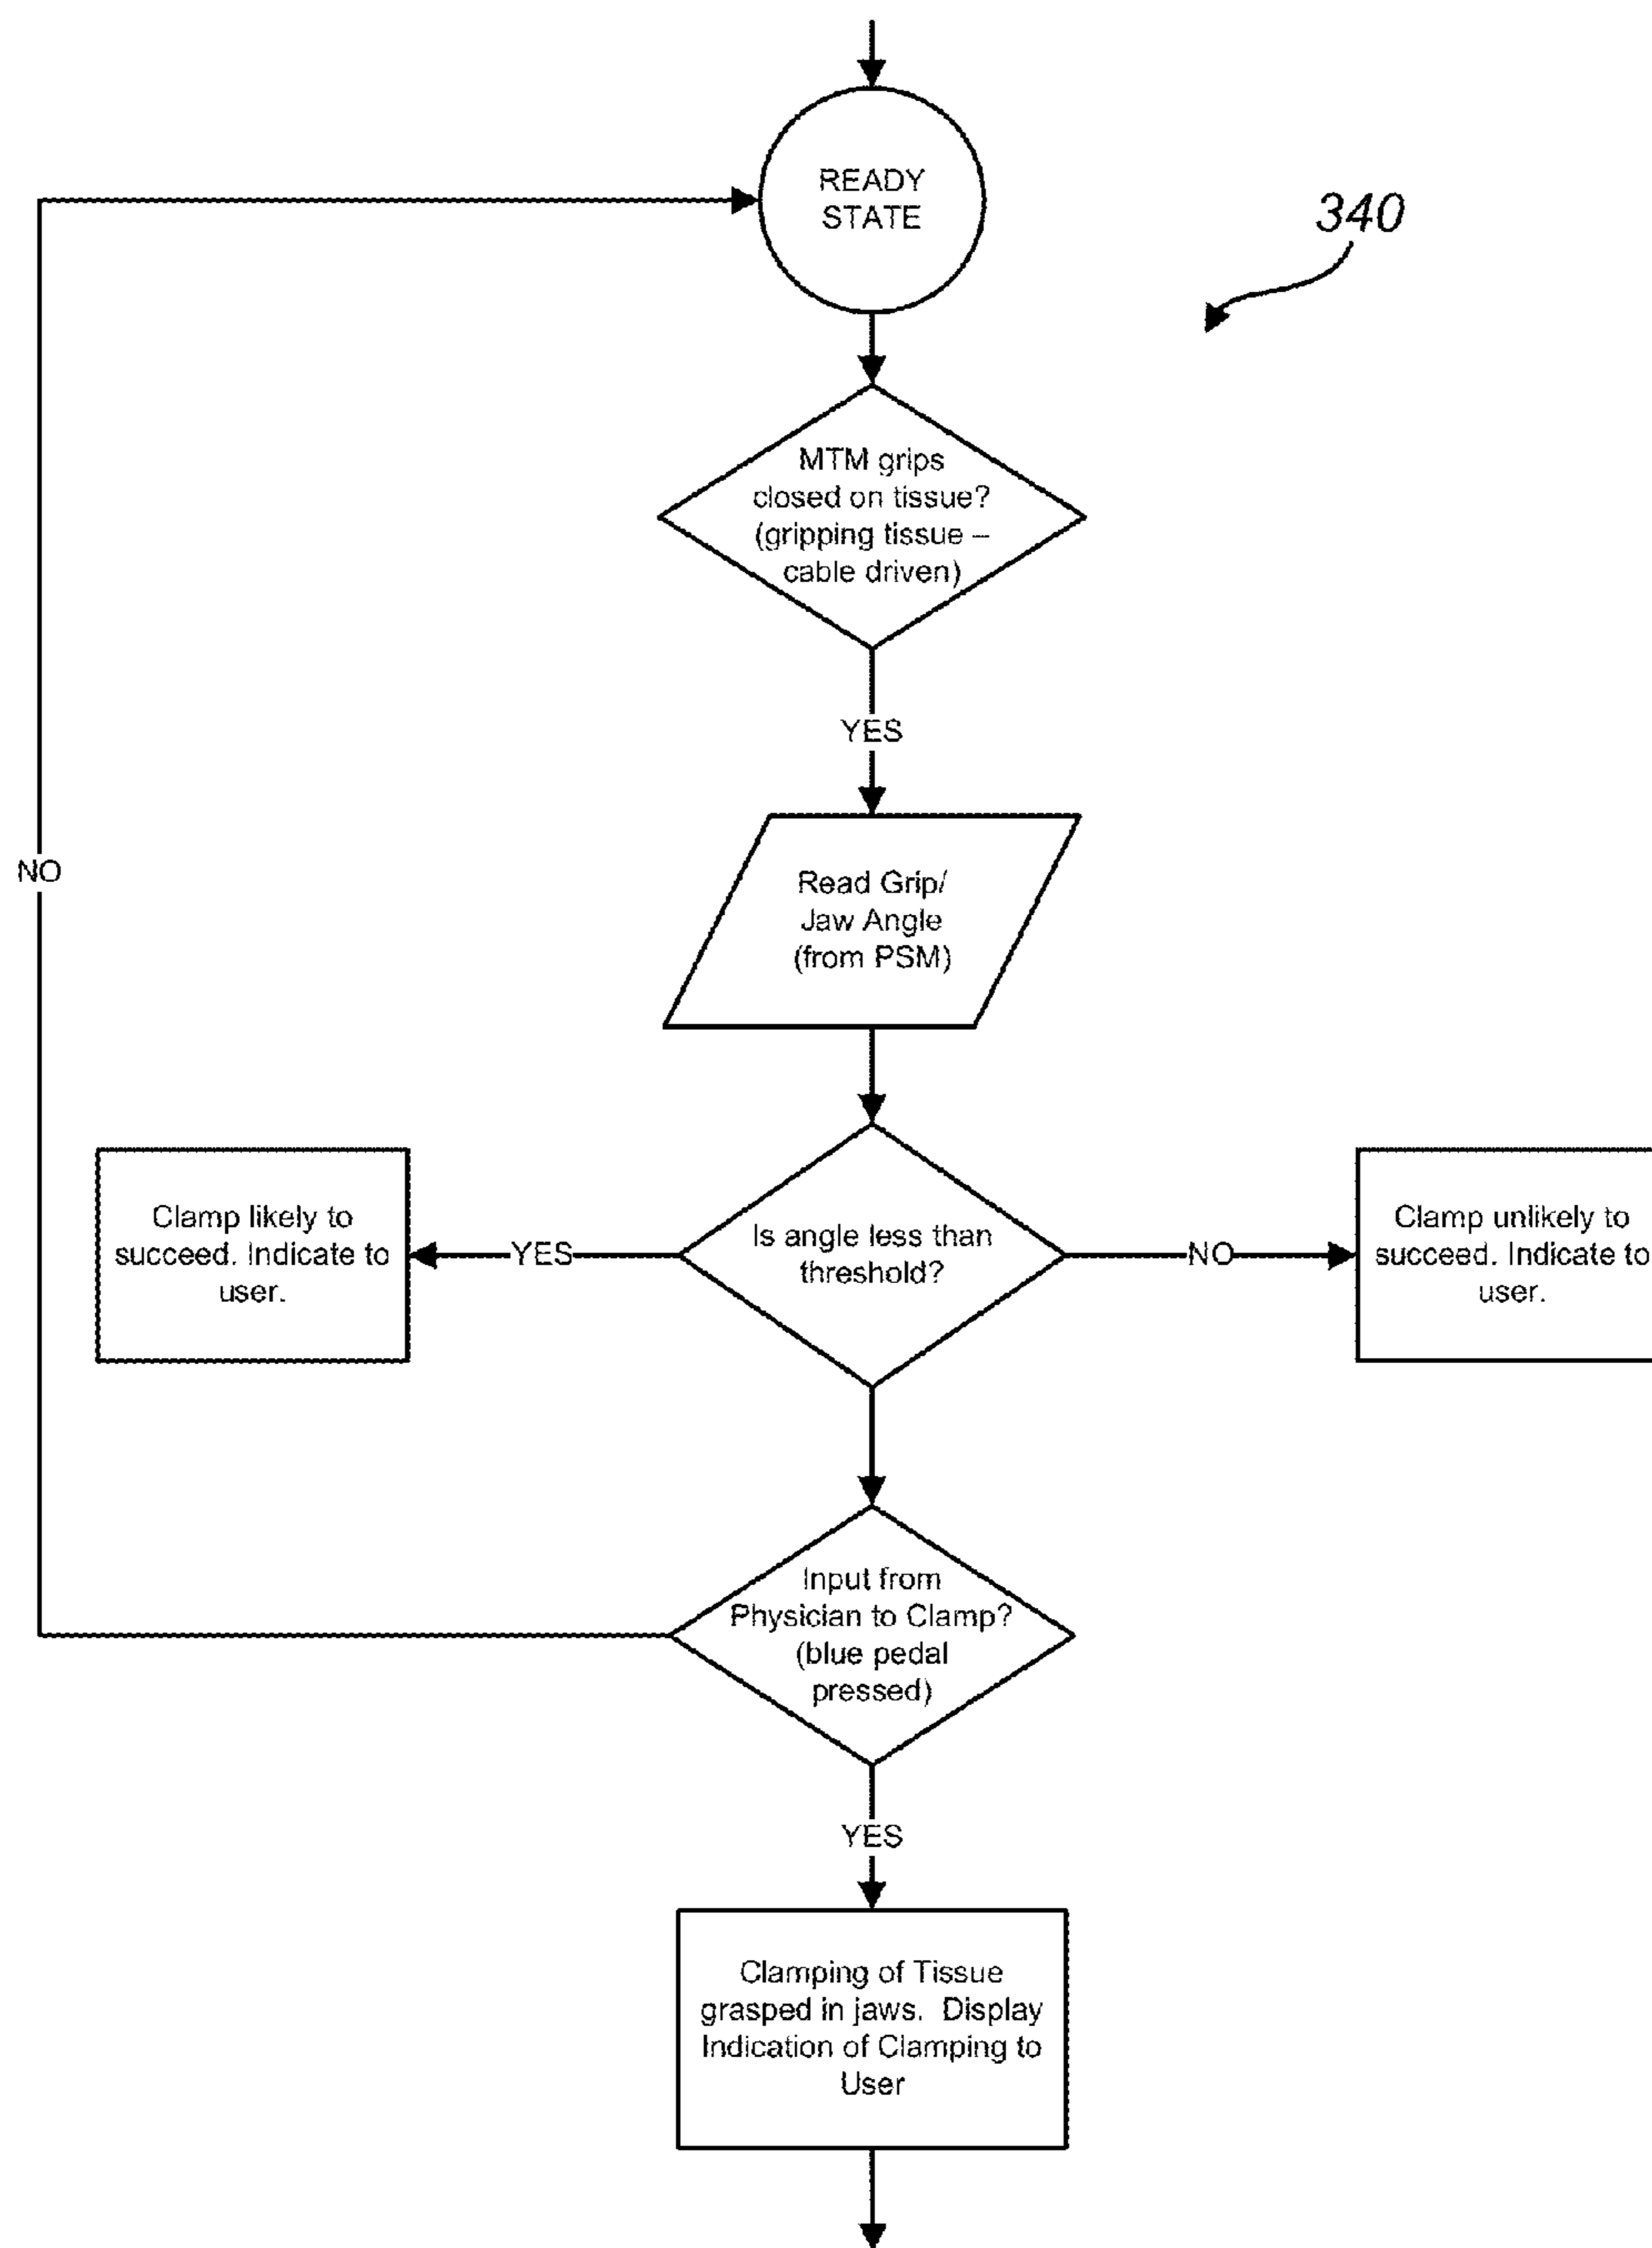 READY
STATE
340
MTM grips
closed on tissue?
(gripping tissue –
cable driven)
YES
NO
Read Grip/
Jaw Angle
(from PSM)
Clamp likely to
succeed. Indicate to
user.
YES
Is angle less than
threshold?
NO
Clamp unlikely to
succeed. Indicate to
user.
Input from
Physician to Clamp?
(blue pedal
pressed)
YES
Clamping of Tissue
grasped in jaws.  Display
Indication of Clamping to
User